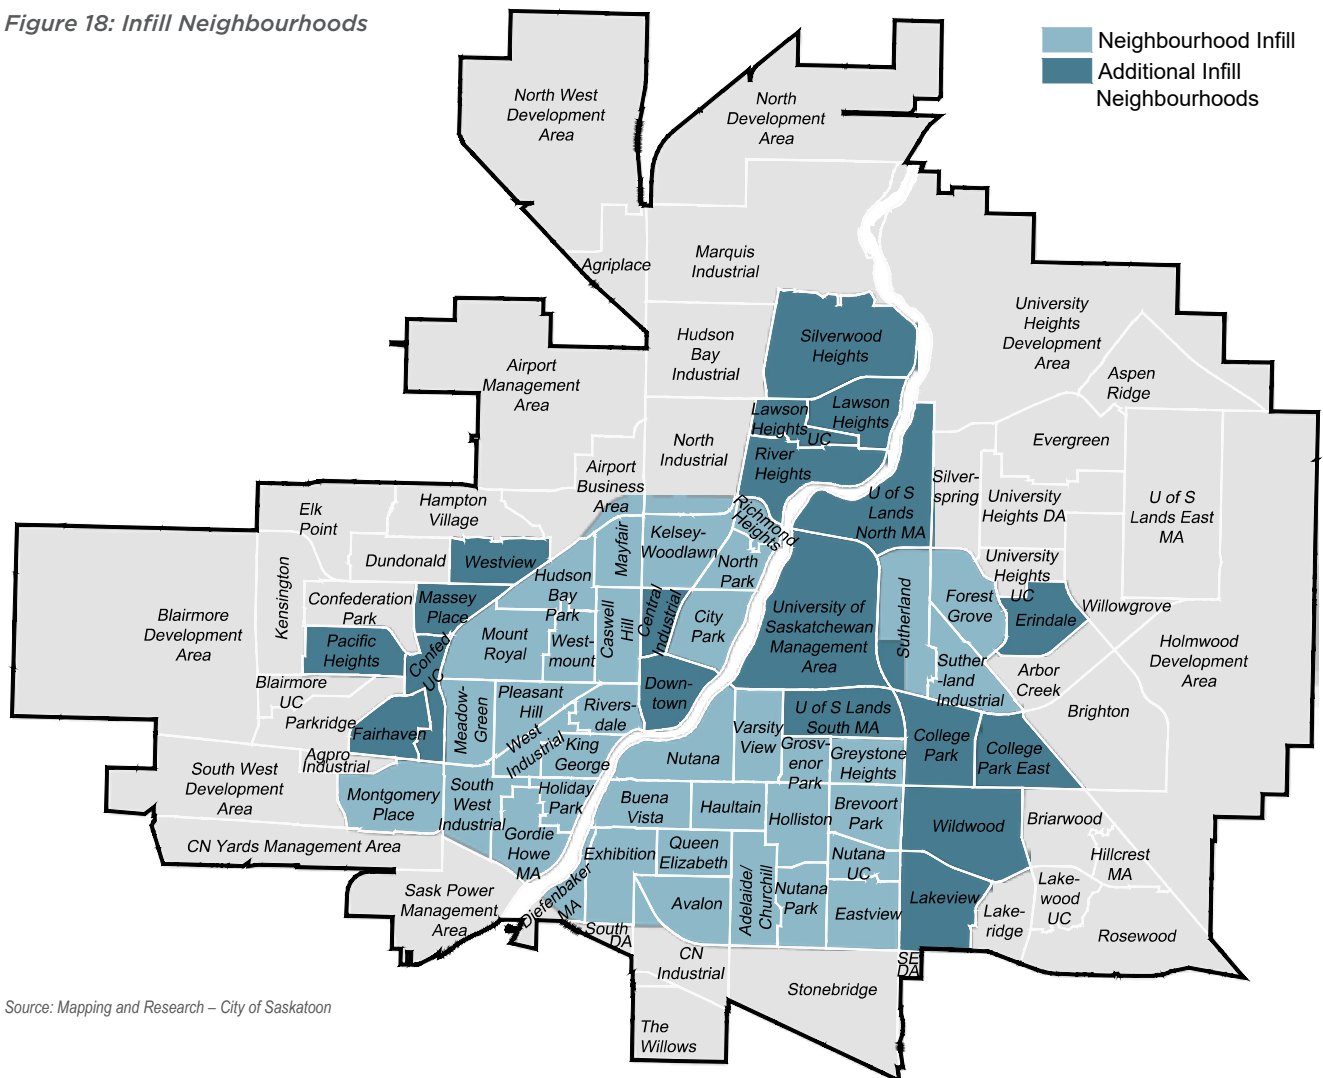 Figure 18: Infill Neighbourhoods
Neighbourhood Infill
Additional Infill
Neighbourhoods
North West
Development
Area
North
Development
Area
Agriplace
Marquis
Industrial
University
Heights
Development
Area
Hudson
Bay
Industrial
Silverwood
Heights
Airport
Management
Area
Aspen
Ridge
Lawson
Heights
UC
Lawson
Heights
North
Industrial
River
Heights
Evergreen
Airport
Business
Area
Silver-
spring
University
Heights DA
U of S
Lands East
MA
U of S
Lands
North MA
Elk
Point
Hampton
Village
Richmond
Heights
Dundonald
Westview
Mayfair
Kelsey-
Woodlawn
North
Park
Hudson
Bay
Park
University
Heights
UC
Kensington
Confederation
Park
Massey
Place
Caswell
Hill
Central
Industrial
City
Park
University of
Saskatchewan
Management
Area
Sutherland
Forest
Grove
Erindale
Willowgrove
Blairmore
Development
Area
Pacific
Heights
Confed
UC
Mount
Royal
West-
mount
Holmwood
Development
Area
Suther
-land
Industrial
Arbor
Creek
Blairmore
UC
Parkridge
Fairhaven
Meadow-
Green
Pleasant
Hill
Rivers-
dale
Down-
town
U of S Lands
South MA
Brighton
West
Industrial
King
George
Nutana
Varsity
View
Grosv-
enor
Park
Greystone
Heights
College
Park
College
Park East
Agpro
Industrial
South West
Development
Area
Montgomery
Place
South
West
Industrial
Holiday
Park
Gordie
Howe
MA
Buena
Vista
Haultain
Holliston
Brevoort
Park
Wildwood
Briarwood
CN Yards Management Area
Exhibition
Queen
Elizabeth
Nutana
UC
Hillcrest
MA
Sask Power
Management
Area
Diefenbaker
MA
Avalon
Adelaide/
Churchill
Nutana
Park
Eastview
Lakeview
Lake-
ridge
Lake-
wood
UC
Rosewood
South
DA
CN
Industrial
SE
DA
Stonebridge
The
Willows
Source: Mapping and Research – City of Saskatoon